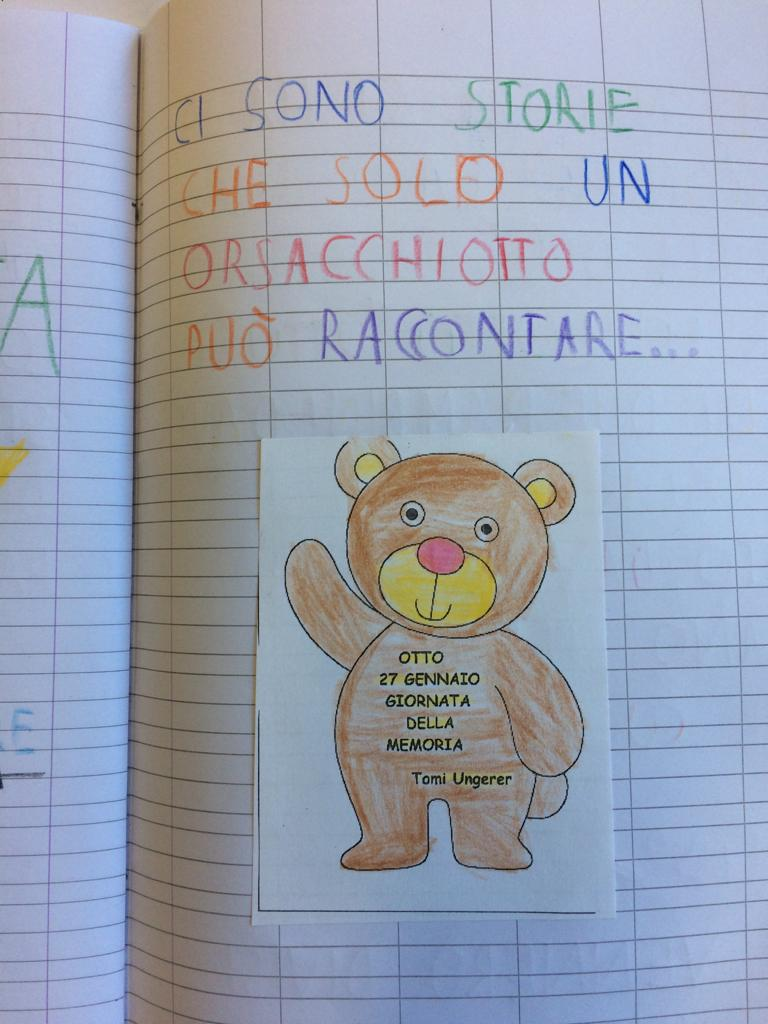 CI SONO STORIE
CHE SOLO UN
ORSACCHIOTTO
PUÒ RACCONTARE...
OTTO
27 GENNAIO
GIORNATA
DELLA
MEMORIA
Tomi Ungerer